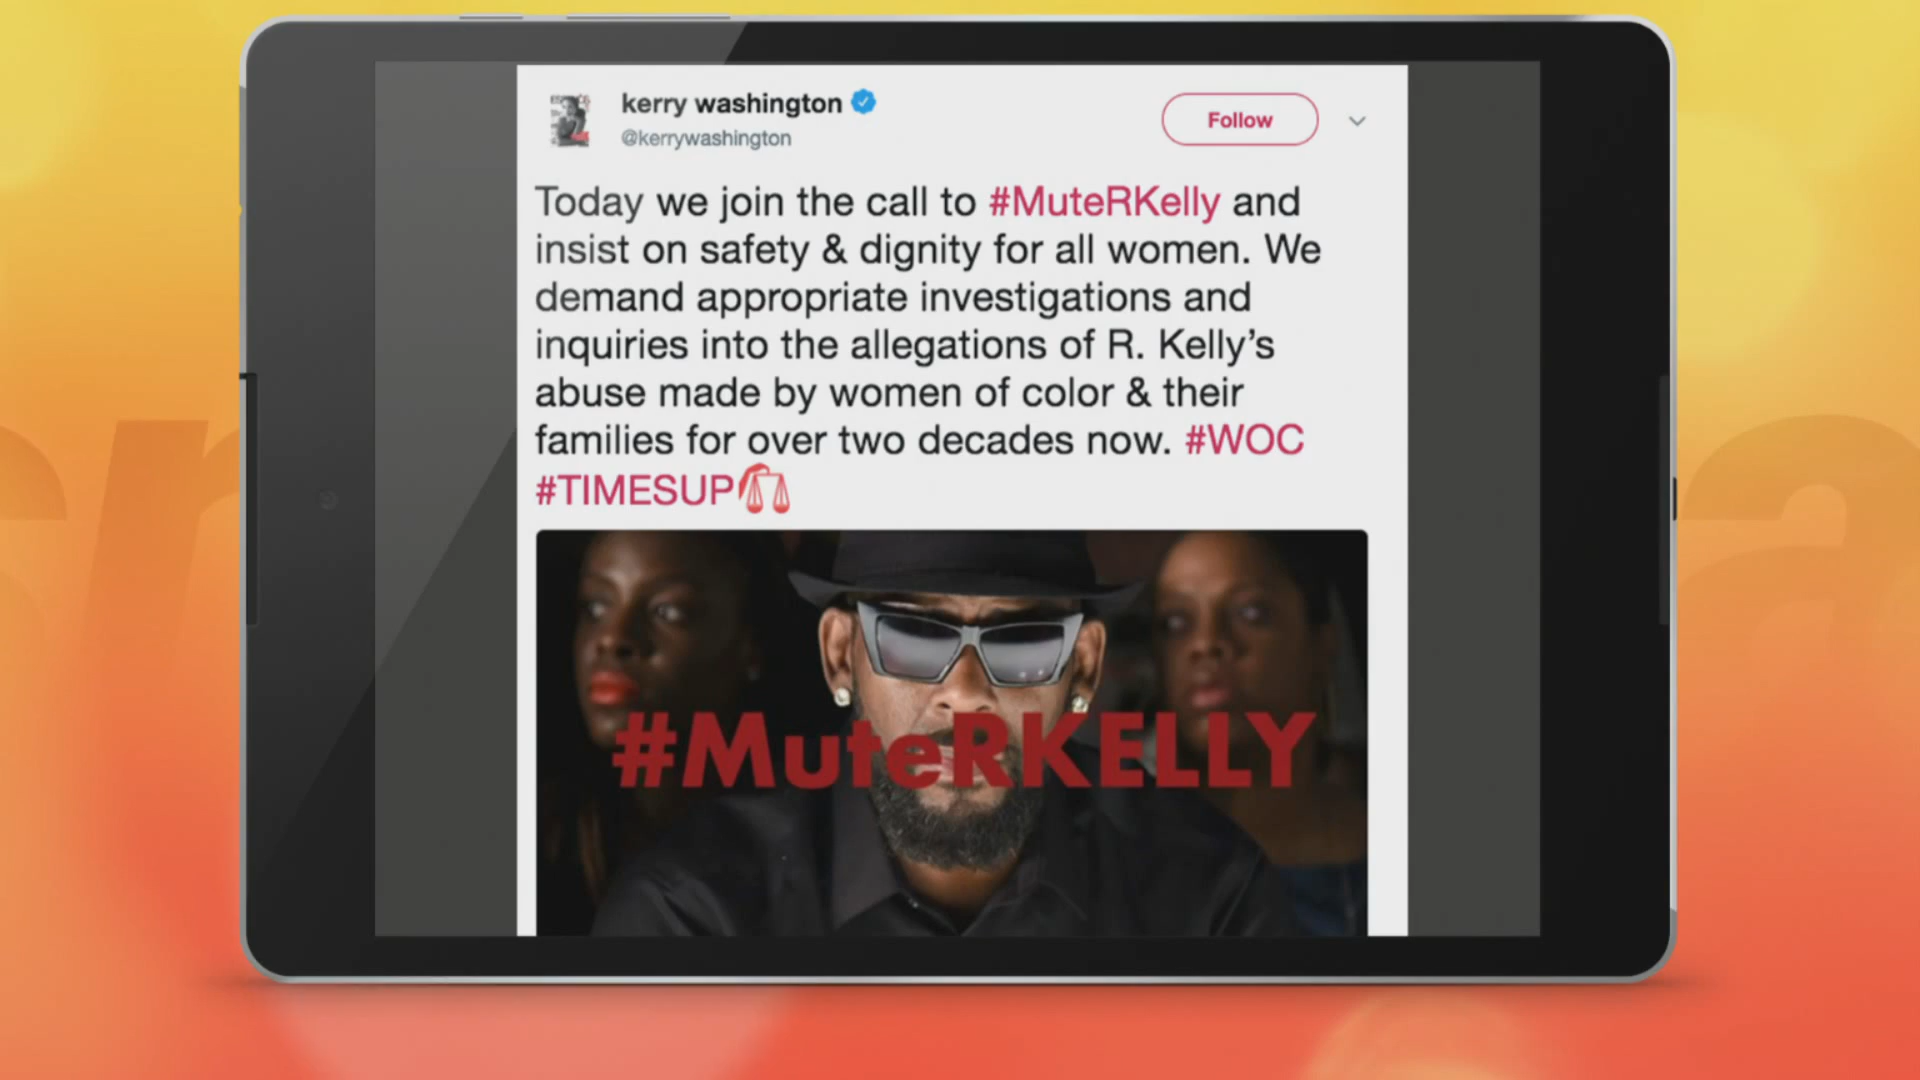 kerry washington
@kerrywashington
Follow
Today we join the call to #MuteRKelly and
insist on safety & dignity for all women. We
demand appropriate investigations and
inquiries into the allegations of R. Kelly's
abuse made by women of color & their
families for over two decades now. #WOC
#TIMESUP
#MuteRKELLY